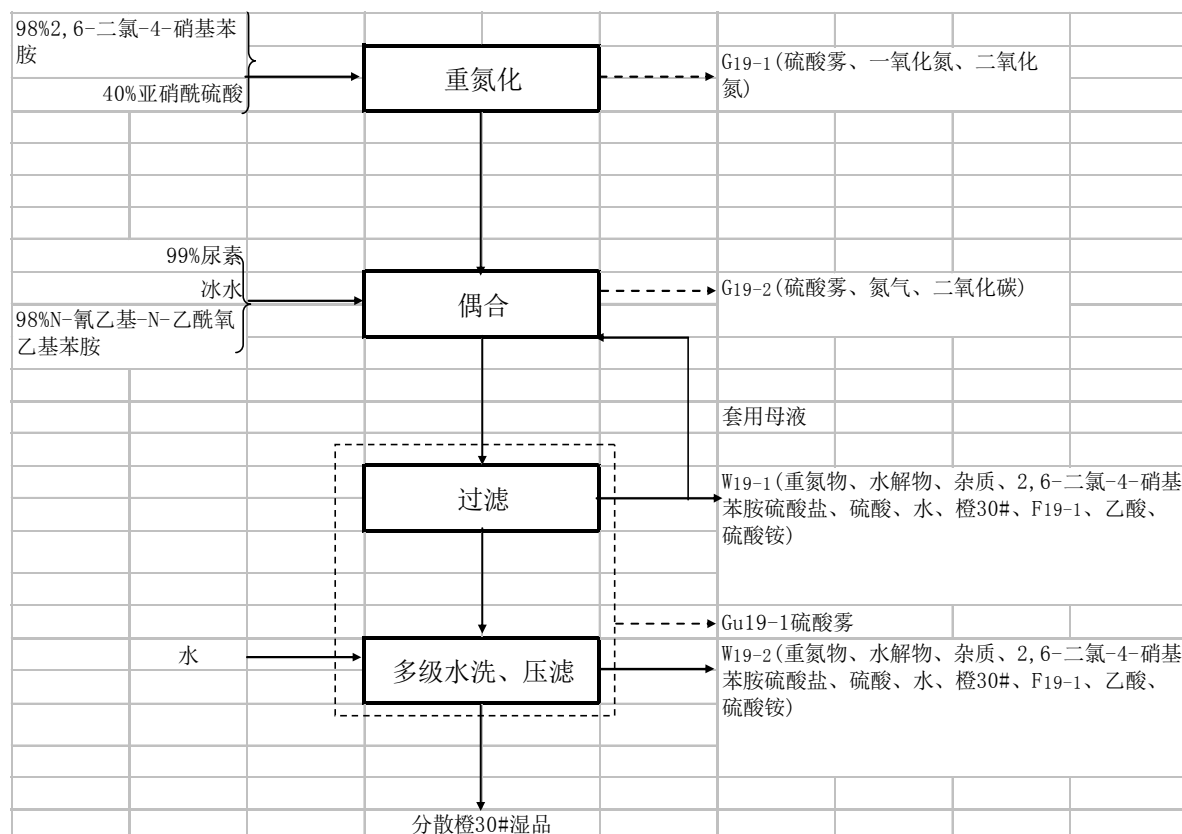 98%2,6-二氯-4-硝基苯
胺
40%亚硝酰硫酸
重氮化
G19-1(硫酸雾、一氧化氮、二氧化
氮)
99%尿素
冰水
98%N-氰乙基-N-乙酰氧
乙基苯胺
偶合
G19-2(硫酸雾、氮气、二氧化碳)
套用母液
过滤
W19-1(重氮物、水解物、杂质、2,6-二氯-4-硝基
苯胺硫酸盐、硫酸、水、橙30#、F19-1、乙酸、
硫酸铵)
Gu19-1硫酸雾
水
多级水洗、压滤
W19-2(重氮物、水解物、杂质、2,6-二氯-4-硝基
苯胺硫酸盐、硫酸、水、橙30#、F19-1、乙酸、
硫酸铵)
分散橙30#湿品